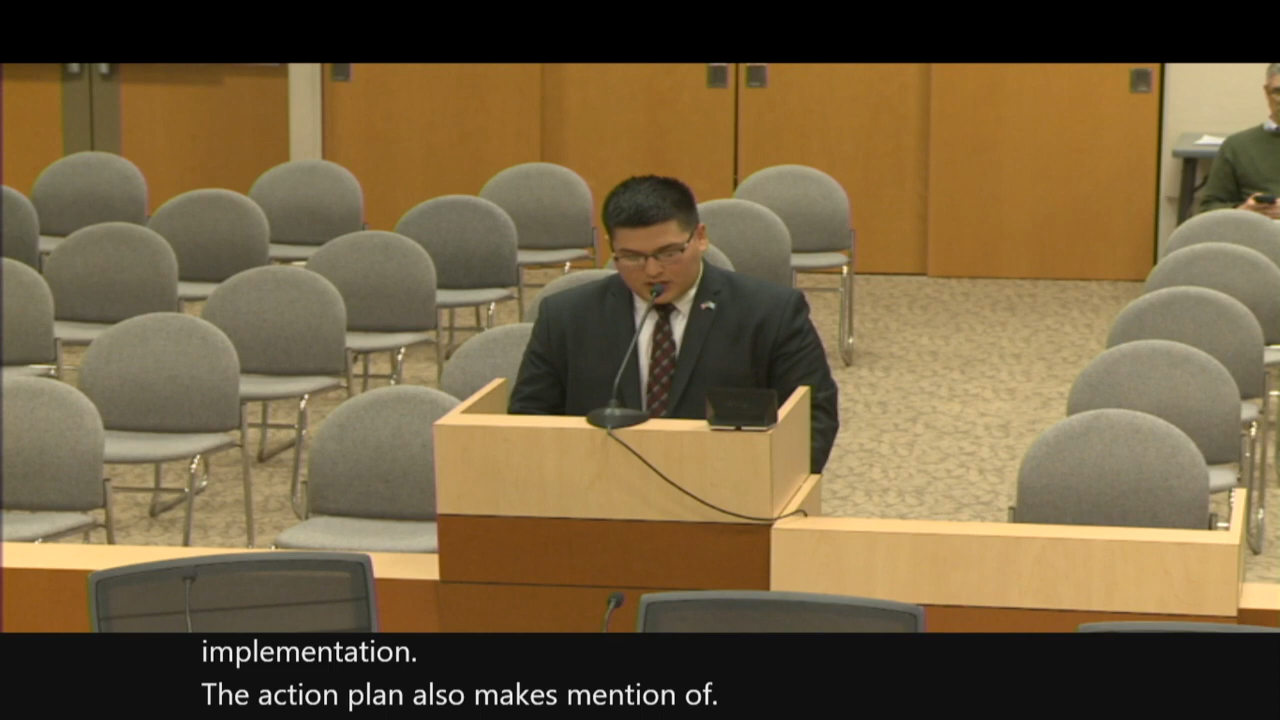 implementation.
The action plan also makes mention of.